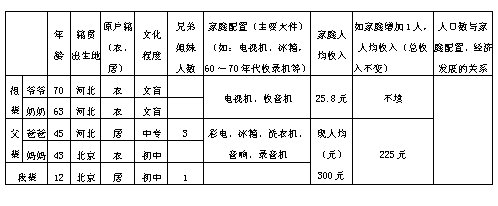 年龄 籍贯出生地 原户籍（农、居） 文化程度 兄弟姐妹人数 家庭配置（主要大件）（如：电视机，冰箱，60～70年代收录机等） 家庭人均收入 如家庭增加1人，人均收入（总收入不变） 人口数与家庭配置、经济发展的关系
祖辈 爷爷 70 河北 农 文盲 电视机、收音机 25.8元 不填
奶奶 63 河北 农 文盲
父辈 爸爸 45 河北 居 中专 3 彩电、冰箱、洗衣机、音响、录音机 现人均（元）300元 225元
妈妈 43 北京 农 初中
我辈 12 北京 居 初中 1